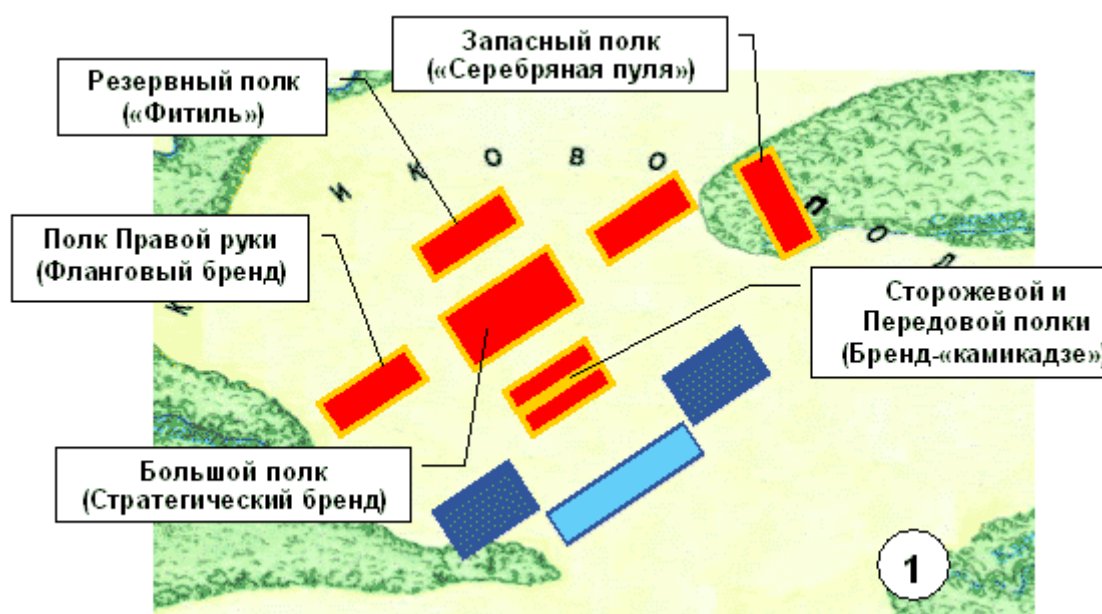 Запасный полк
(«Серебряная пуля»)
Резервный полк
(«Фитиль»)
Полк Правой руки
(Фланговый бренд)
Сторожевой и
Передовой полки
(Бренд-«камикадзе»)
Большой полк
(Стратегический бренд)
К И К О В О
П О Л
1